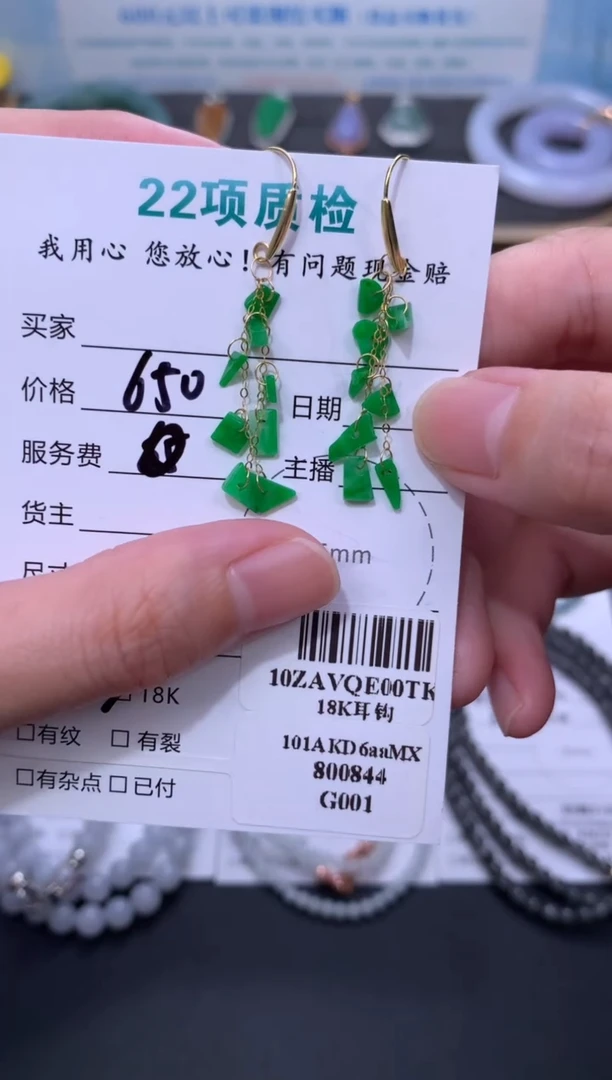 22项质检
我用心 您放心！有问题现金赔
买家
价格 650 日期
服务费 主播
货主
尺寸 mm
18K
10ZAVQE00TK
18K耳钩
□有纹 □有裂
101AKD6aaMX
800844
□有杂点 □已付
G001